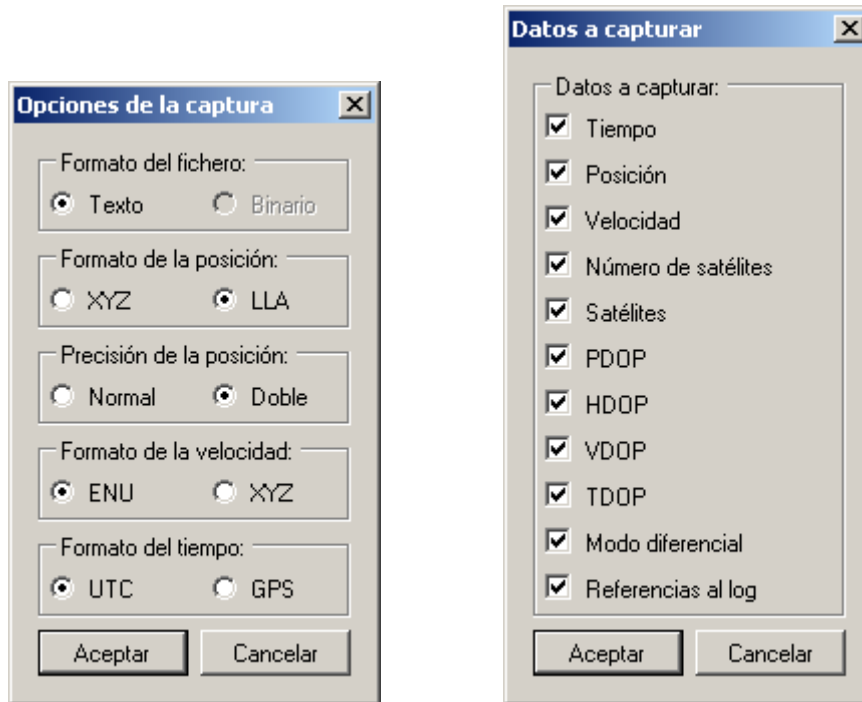 Opciones de la captura
Formato del fichero:
Texto Binario
Formato de la posición:
XYZ LLA
Precisión de la posición:
Normal Doble
Formato de la velocidad:
ENU XYZ
Formato del tiempo:
UTC GPS
Aceptar Cancelar
Datos a capturar
Datos a capturar:
Tiempo
Posición
Velocidad
Número de satélites
Satélites
PDOP
HDOP
VDOP
TDOP
Modo diferencial
Referencias al log
Aceptar Cancelar